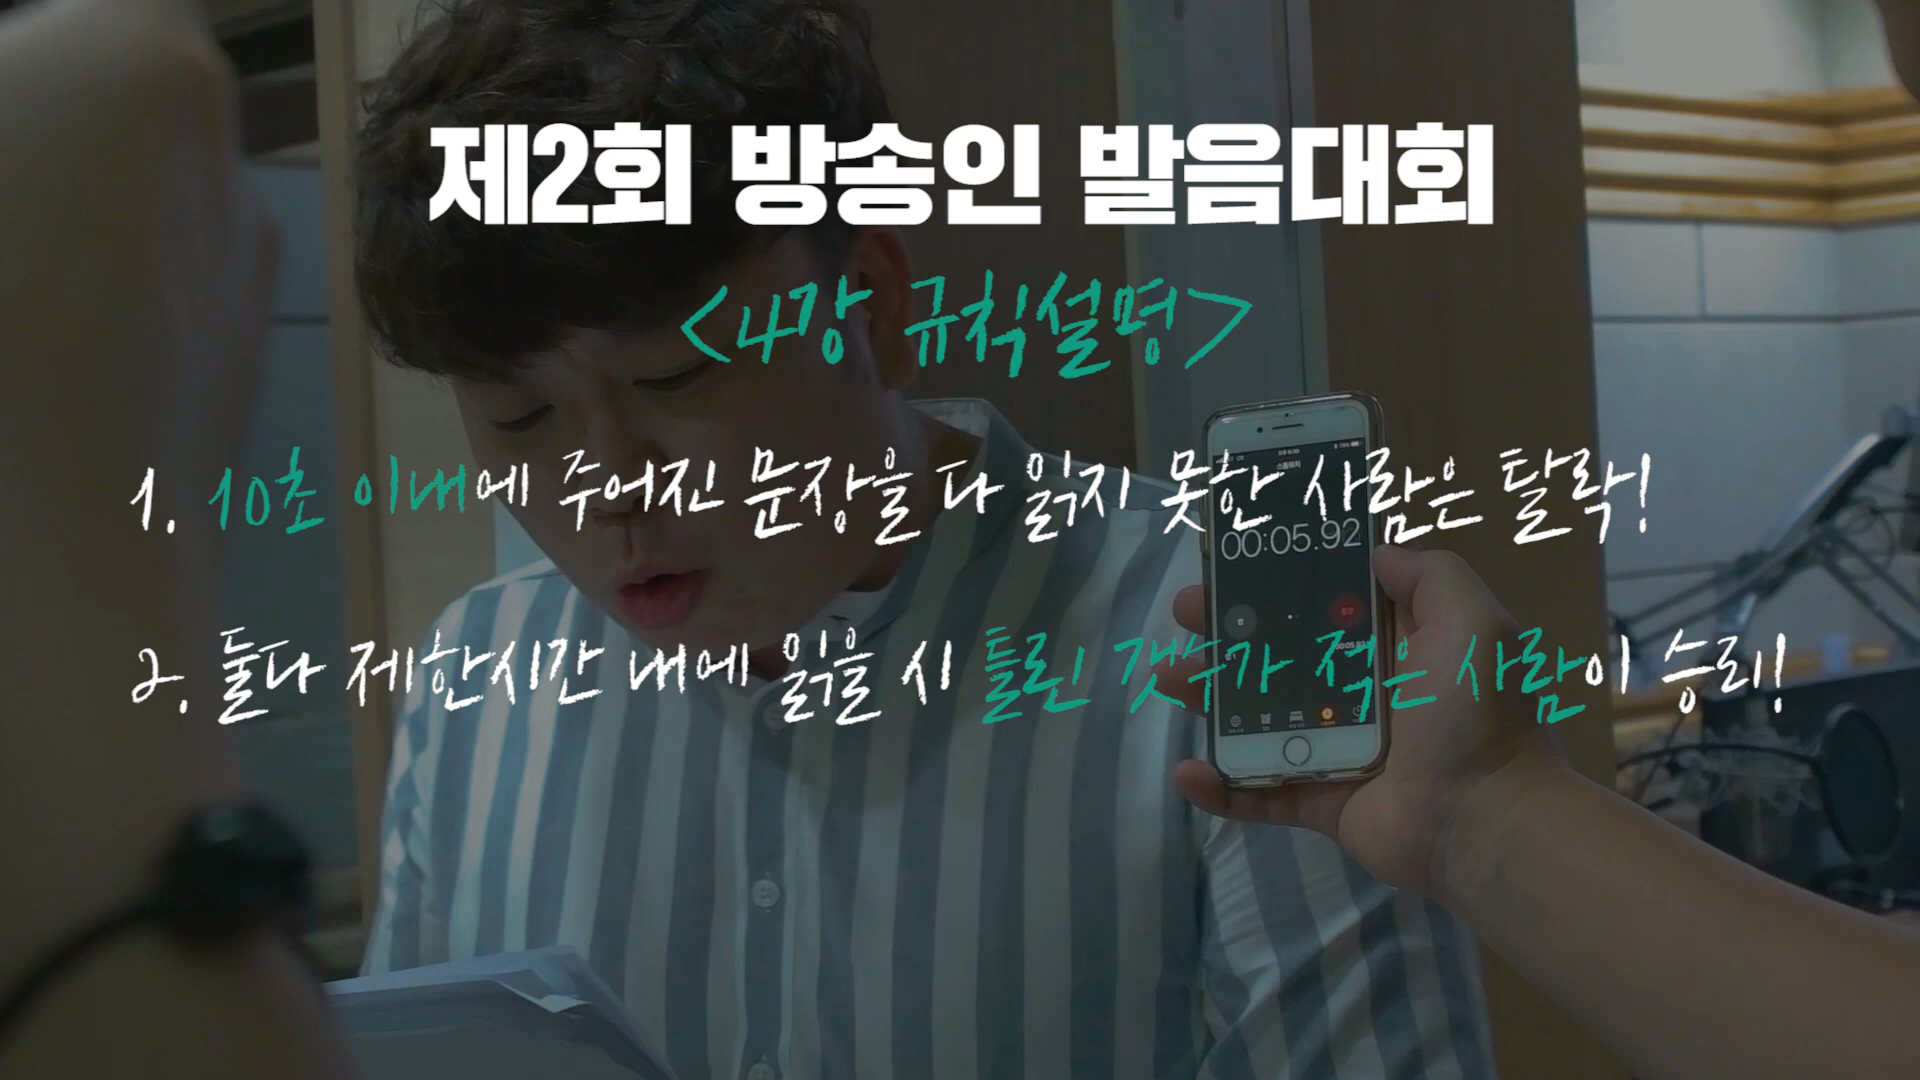 제2회 방송인 발음대회
<4강 규칙설명>
1. 10초 이내에 주어진 문장을 다 읽지 못한 사람은 탈락!
00:05.92
2. 둘다 제한시간 내에 읽을 시 틀린 갯수가 적은 사람이 승리!